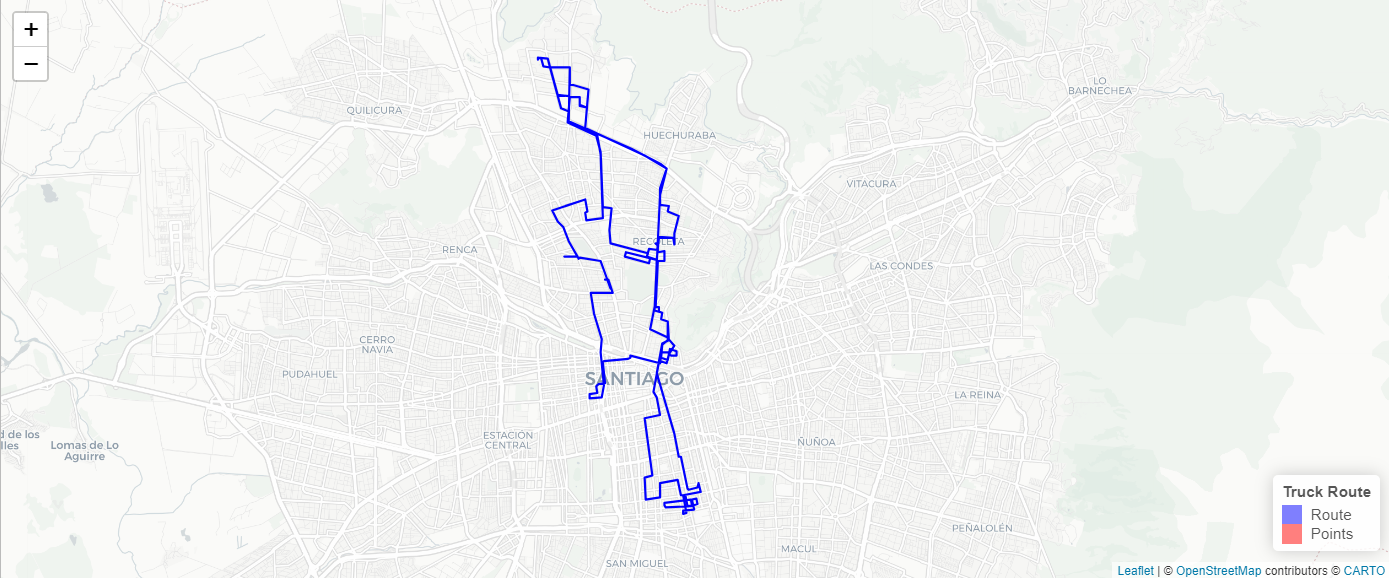 +
−
LO
BARNECHEA
QUILICURA
HUECHURABA
VITACURA
RECOLETA
RENCA
LAS CONDES
CERRO
NAVIA
PUDAHUEL
SANTIAGO
LA REINA
d de los
lles
Lomas de Lo
Aguirre
ESTACIÓN
CENTRAL
ÑUÑOA
Truck Route
Route
Points
PEÑALOLÉN
MACUL
SAN MIGUEL
Leaflet | © OpenStreetMap contributors © CARTO